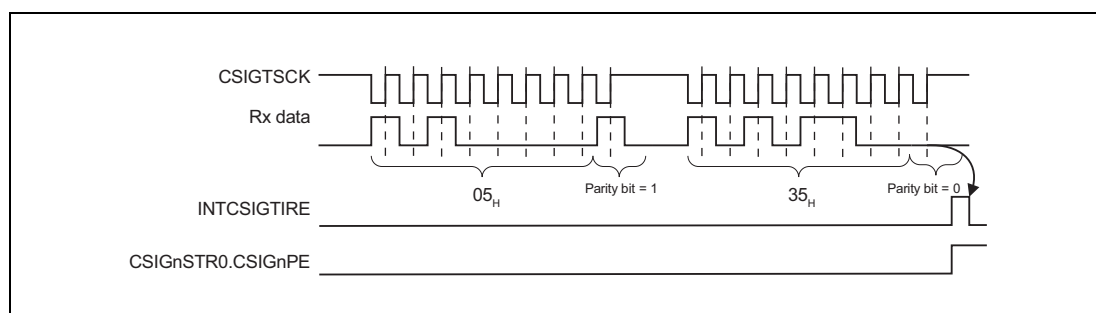 CSIGTSCK
Rx data
05H
Parity bit = 1
35H
Parity bit = 0
INTCSIGTIRE
CSIGnSTR0.CSIGnPE